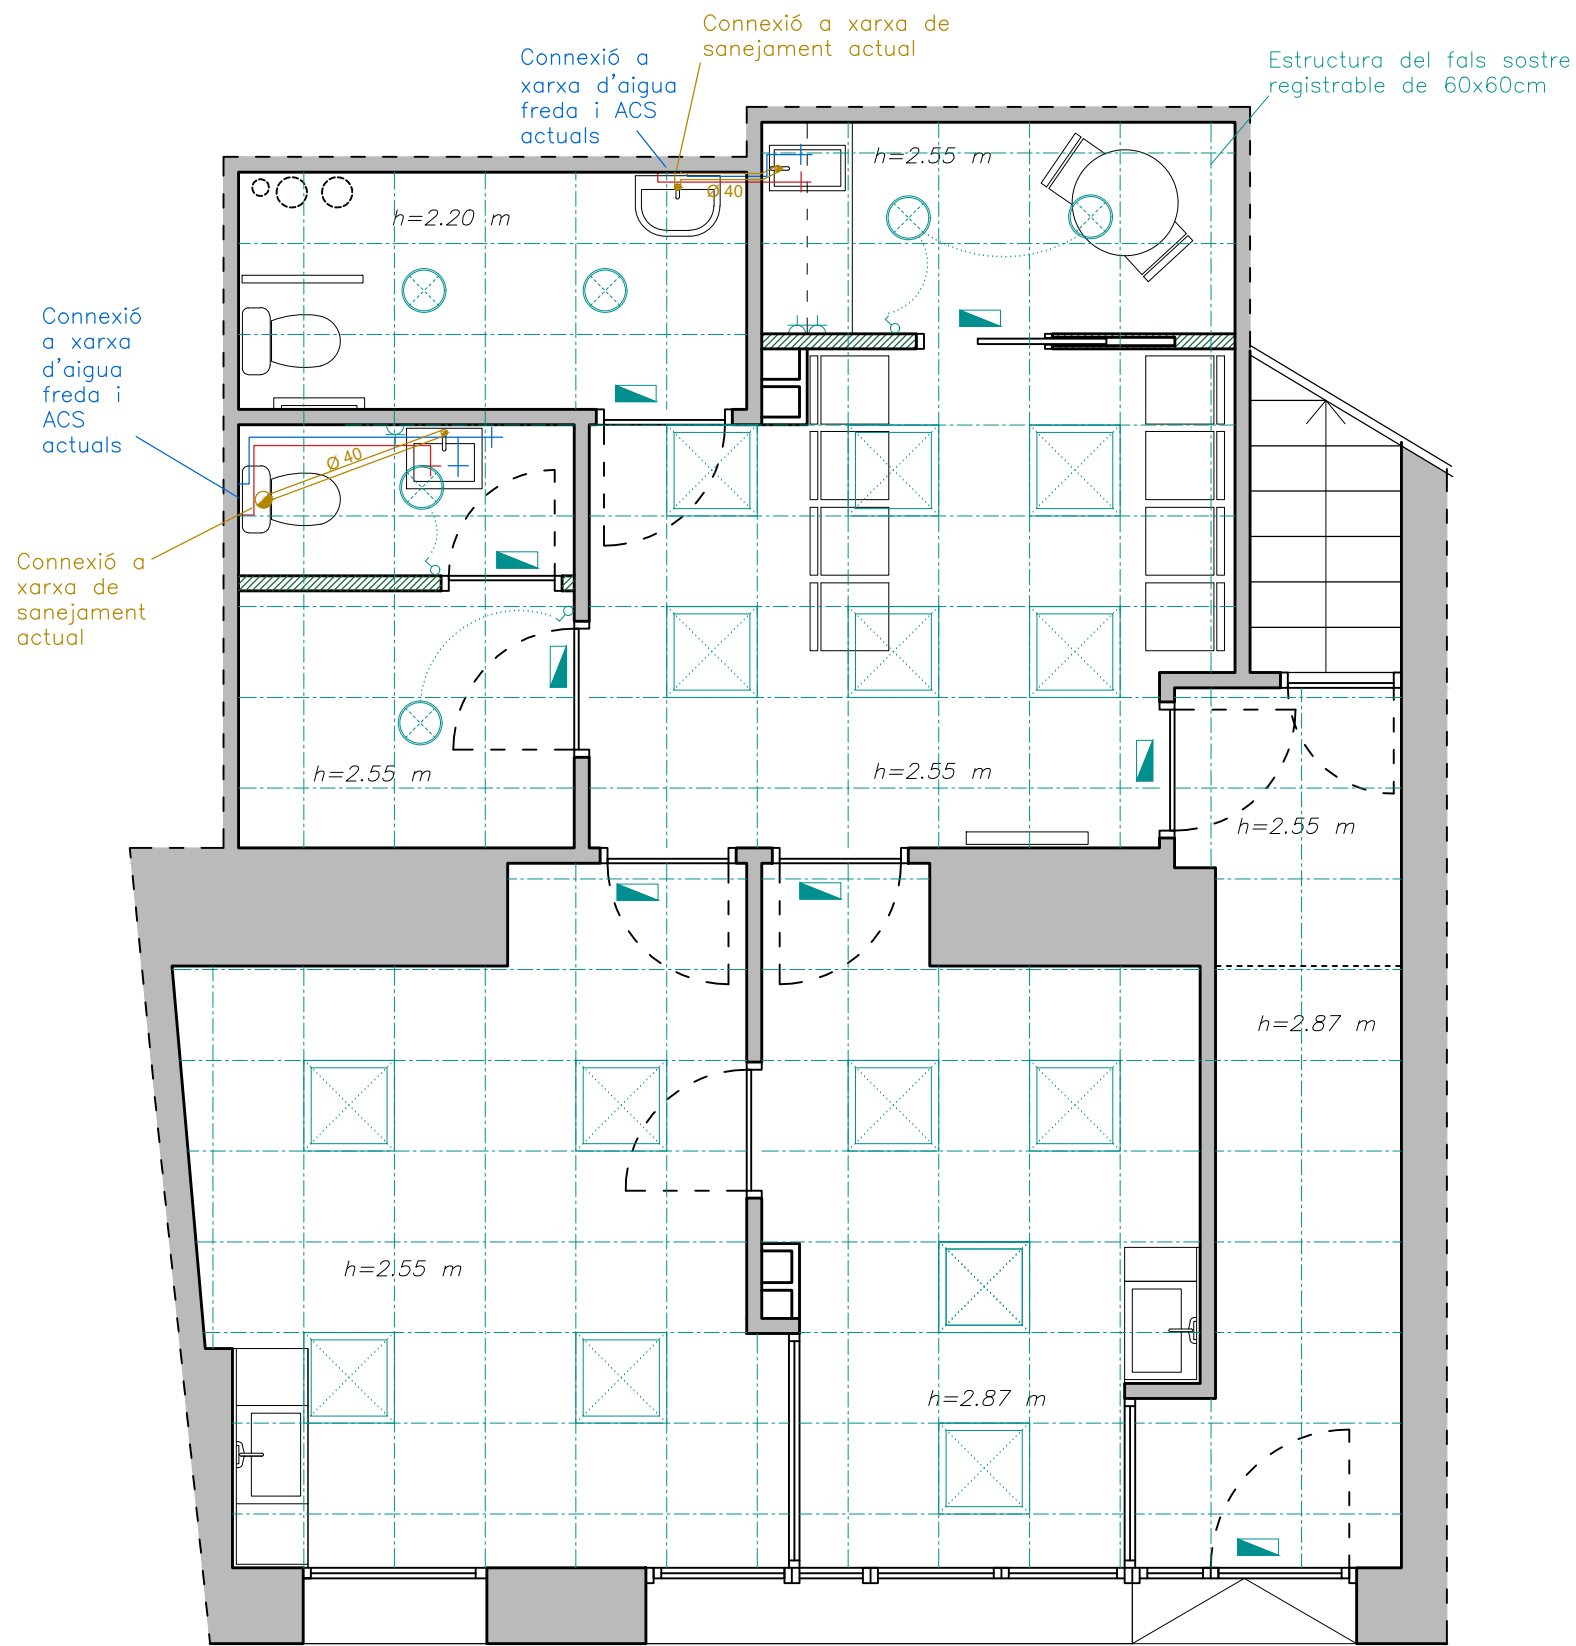 Connexió a xarxa de
sanejament actual
Connexió a
xarxa d'aigua
freda i ACS
actuals
Estructura del fals sostre
registrable de 60x60cm
h=2.55 m
Ø 40
h=2.20 m
Connexió
a xarxa
d'aigua
freda i
ACS
actuals
Ø 40
Connexió a
xarxa de
sanejament
actual
h=2.55 m
h=2.55 m
h=2.55 m
h=2.87 m
h=2.55 m
h=2.87 m